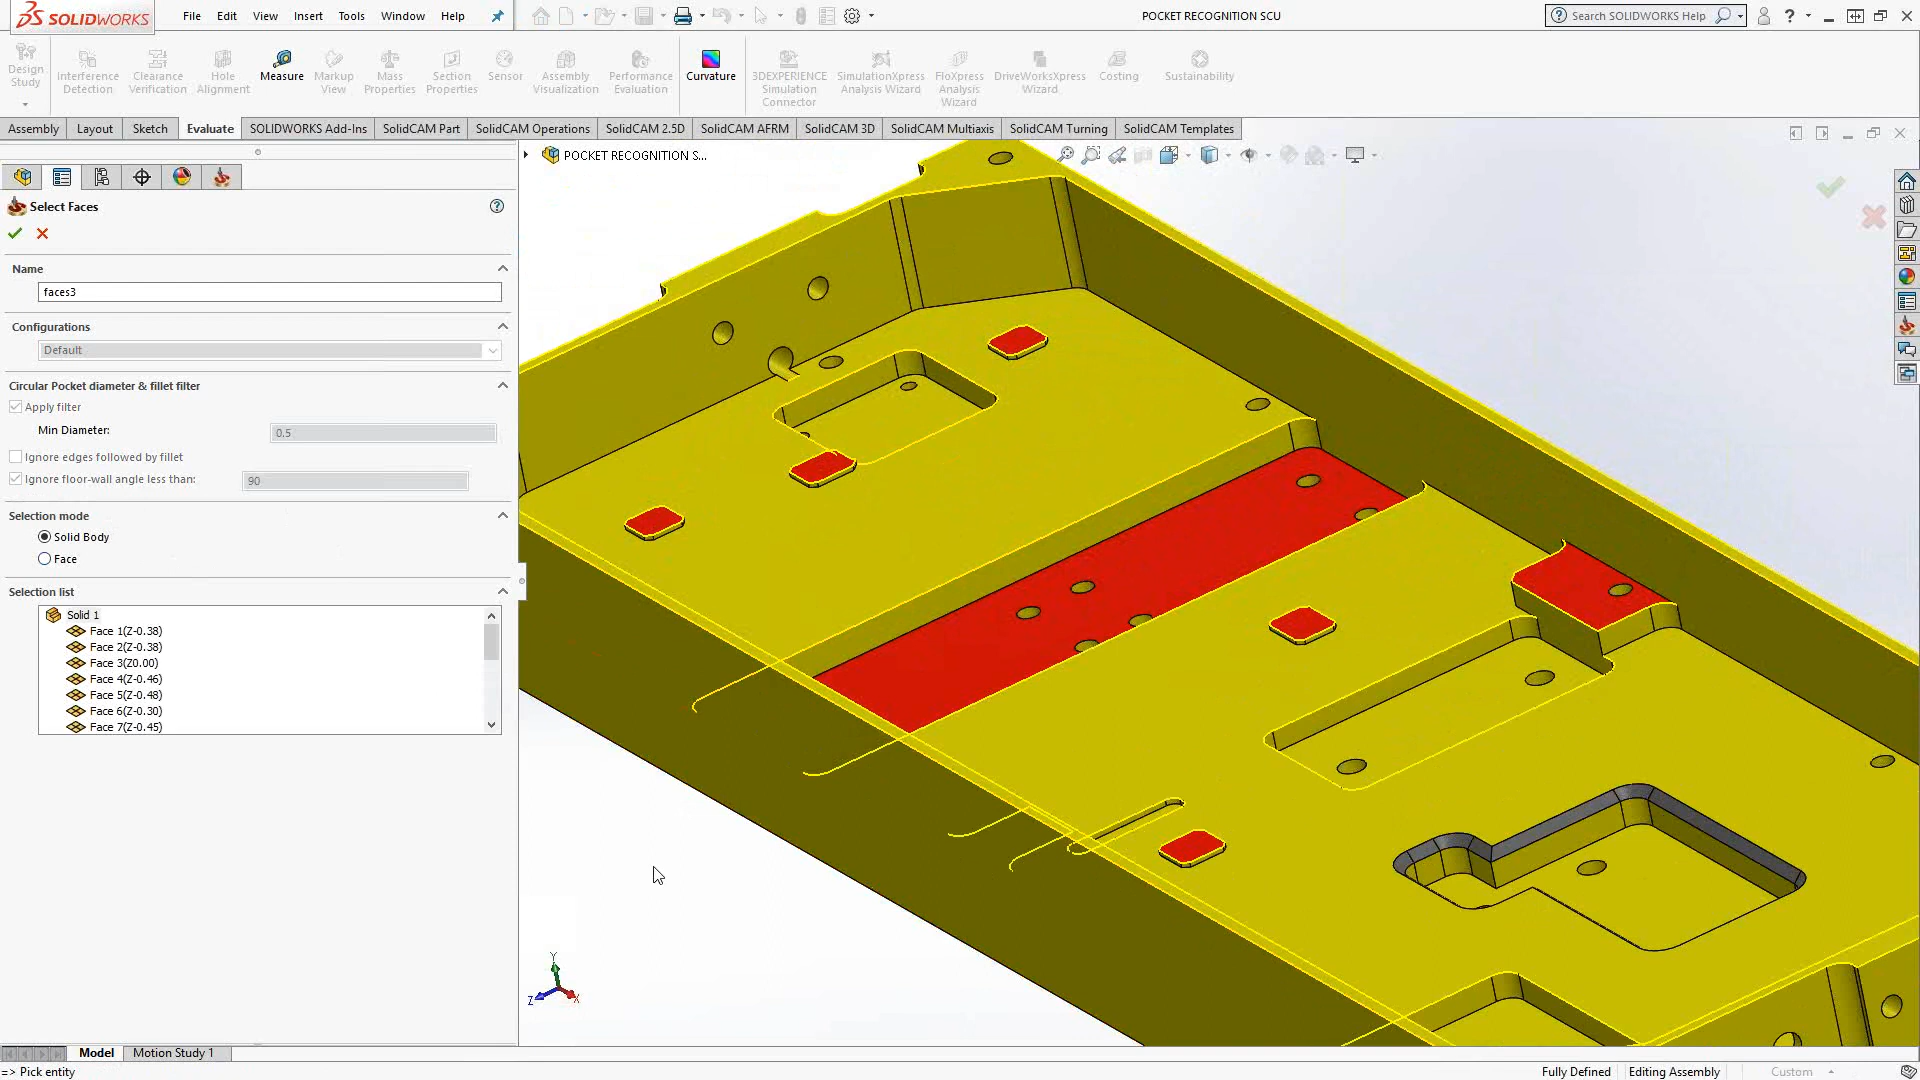 SOLIDWORKS
File Edit View Insert Tools Window Help
POCKET RECOGNITION SCU
Search SOLIDWORKS Help
Design Study
Interference Detection
Clearance Verification
Hole Alignment
Measure
Markup View
Mass Properties
Section Properties
Sensor
Assembly Visualization
Performance Evaluation
Curvature
3DEXPERIENCE Simulation Connector
SimulationXpress Analysis Wizard
FloXpress Analysis Wizard
DriveWorksXpress Wizard
Costing
Sustainability
Assembly Layout Sketch Evaluate SOLIDWORKS Add-Ins SolidCAM Part SolidCAM Operations SolidCAM 2.5D SolidCAM AFRM SolidCAM 3D SolidCAM Multiaxis SolidCAM Turning SolidCAM Templates
POCKET RECOGNITION S...
Select Faces
Name
faces3
Configurations
Default
Circular Pocket diameter & fillet filter
Apply filter
Min Diameter: 0.5
Ignore edges followed by fillet
Ignore floor-wall angle less than: 90
Selection mode
Solid Body
Face
Selection list
Solid 1
Face 1(Z-0.38)
Face 2(Z-0.38)
Face 3(Z0.00)
Face 4(Z-0.46)
Face 5(Z-0.48)
Face 6(Z-0.30)
Face 7(Z-0.45)
Y
Z X
Model Motion Study 1
=> Pick entity
Fully Defined Editing Assembly Custom